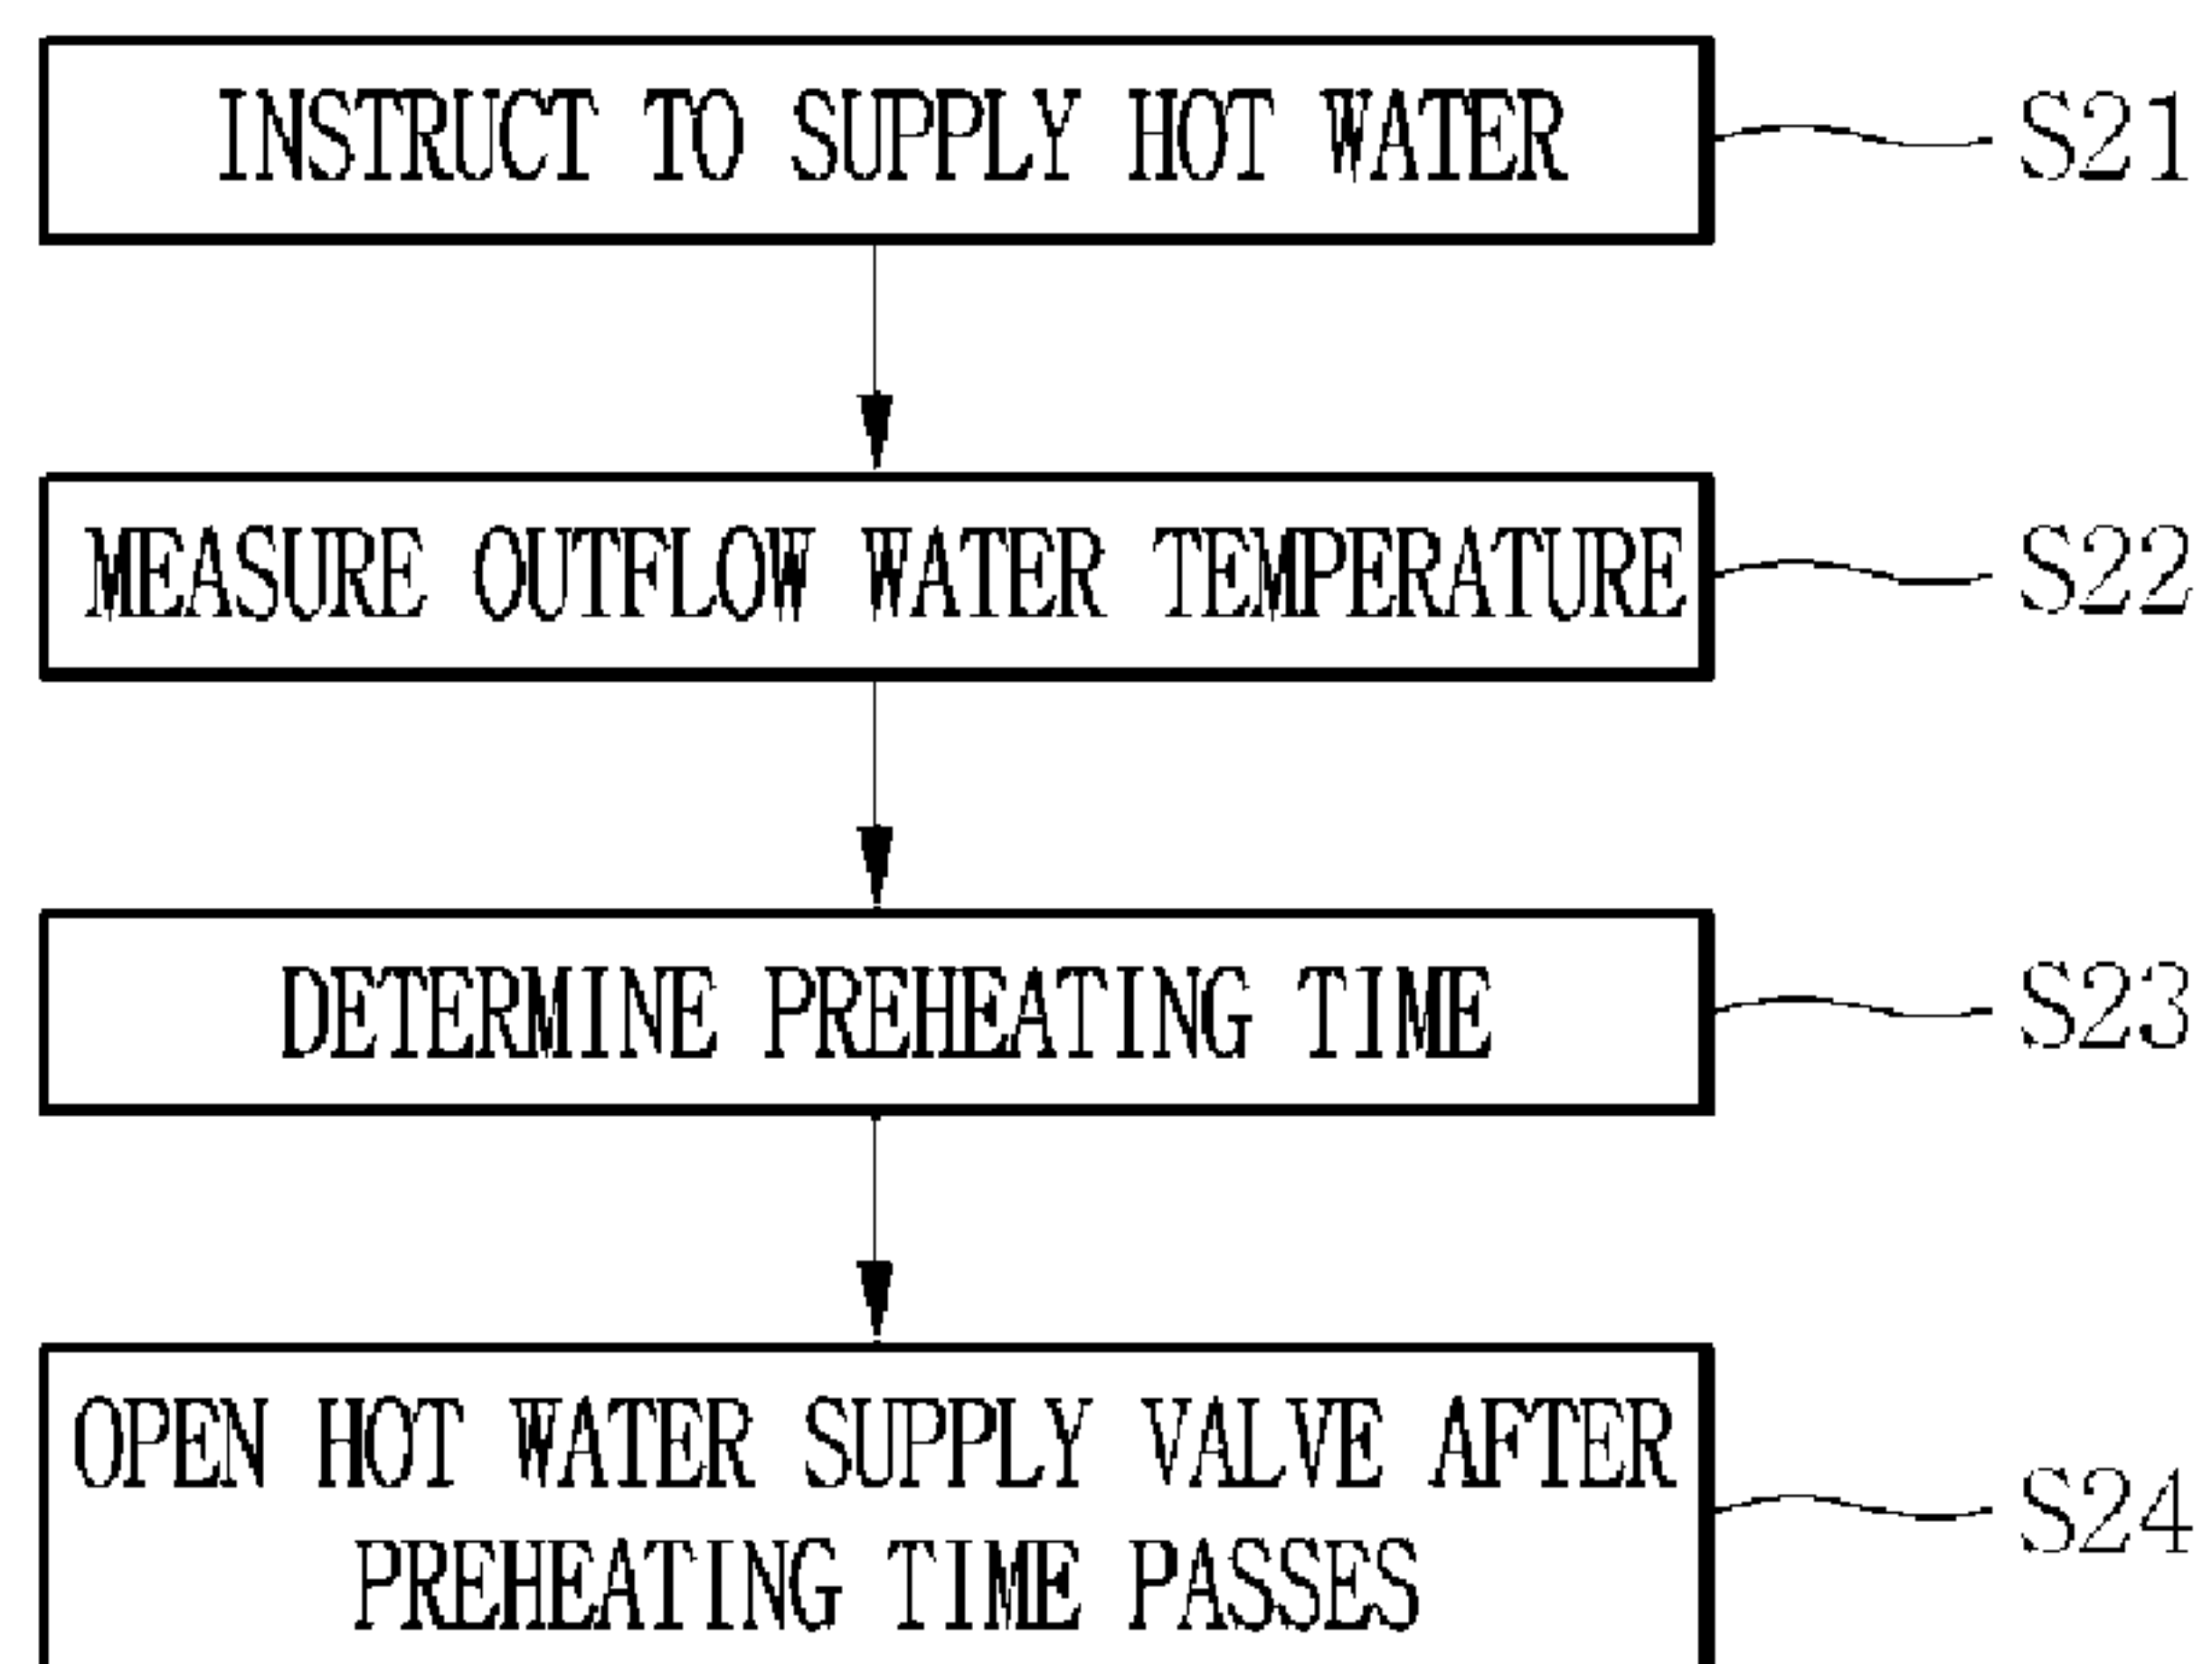 INSTRUCT TO SUPPLY HOT WATER S21
MEASURE OUTFLOW WATER TEMPERATURE S22
DETERMINE PREHEATING TIME S23
OPEN HOT WATER SUPPLY VALVE AFTER
PREHEATING TIME PASSES
S24